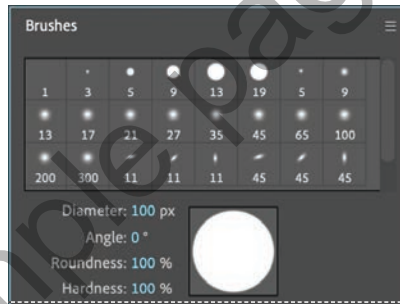 Brushes
1 3 5 9 13 19 5 9
13 17 21 27 35 45 65 100
200 300 11 11 11 45 45 45
Diameter: 100 px
Angle: 0 °
Roundness: 100 %
Hardness: 100 %